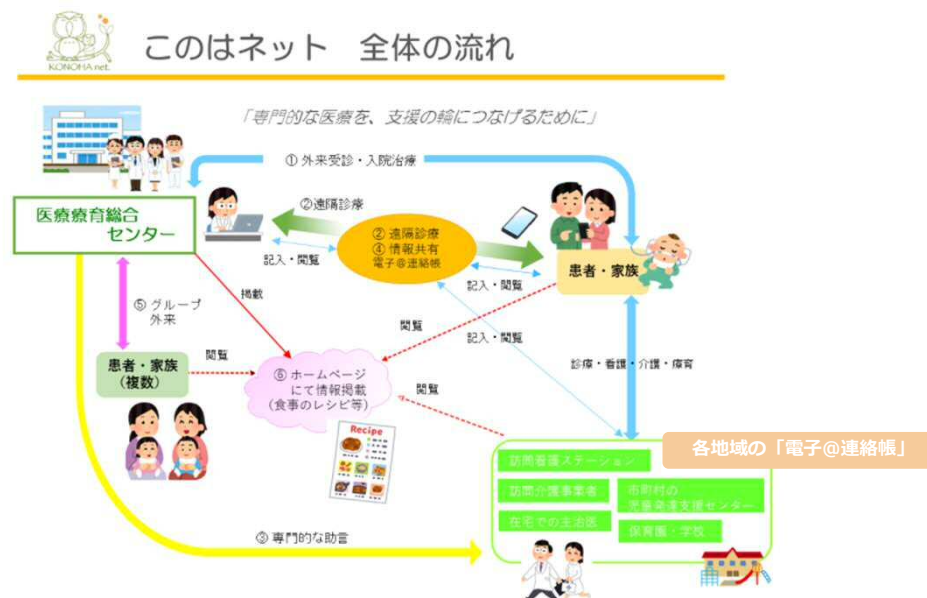 KONOHA net.
このはネット 全体の流れ
「専門的な医療を、支援の輪につなげるために」
① 外来受診・入院治療
医療療育総合
センター
②遠隔診療
② 遠隔診療
④ 情報共有
電子@連絡帳
記入・閲覧
記入・閲覧
患者・家族
⑤ グループ
外来
掲載
閲覧
記入・閲覧
診療・看護・介護・療育
患者・家族
(複数)
閲覧
⑥ ホームページ
にて情報掲載
(食事のレシピ等)
閲覧
Recipe
各地域の「電子@連絡帳」
訪問看護ステーション
訪問介護事業者
市町村の
児童発達支援センター
在宅での主治医
保育園・学校
③ 専門的な助言